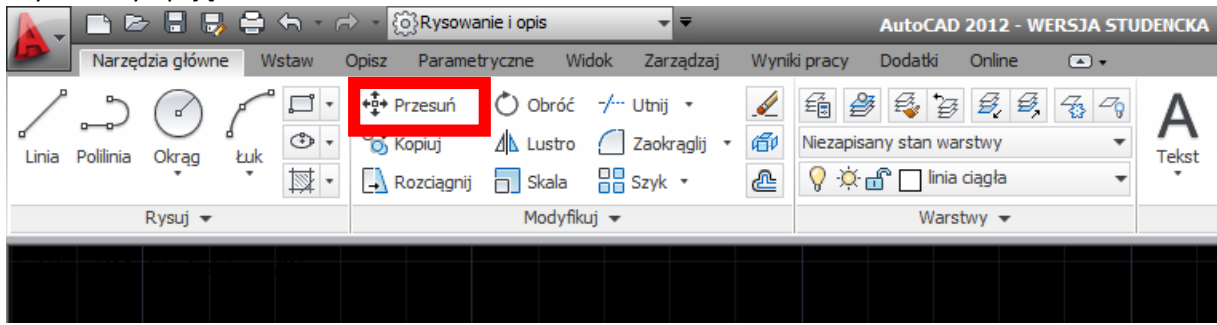 Rysowanie i opis
AutoCAD 2012 - WERSJA STUDENCKA
Narzędzia główne Wstaw Opisz Parametryczne Widok Zarządzaj Wyniki pracy Dodatki Online
Przesuń Obróć Utnij
Kopiuj Lustro Zaokrąglij Niezapisany stan warstwy
Linia Polilinia Okrąg Łuk Tekst
Rozciągnij Skala Szyk linia ciągła
Rysuj Modyfikuj Warstwy